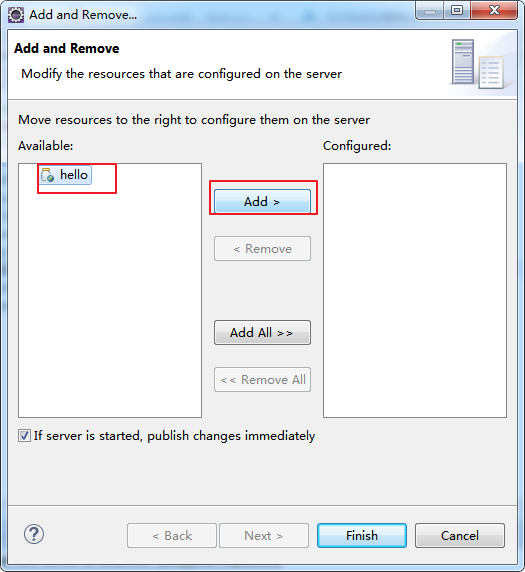 Add and Remove...
Add and Remove
Modify the resources that are configured on the server
Move resources to the right to configure them on the server
Available:
Configured:
hello
Add >
< Remove
Add All >>
<< Remove All
If server is started, publish changes immediately
?
< Back
Next >
Finish
Cancel